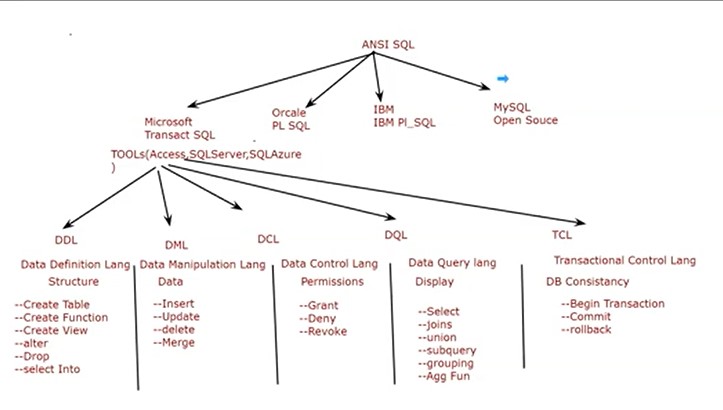 ANSI SQL
Microsoft
Transact SQL
Orcale
PL SQL
IBM
IBM Pl_SQL
MySQL
Open Souce
TOOLs(Access,SQLServer,SQLAzure
)
DDL
DML
DCL
DQL
TCL
Data Definition Lang
Data Manipulation Lang
Data Control Lang
Data Query lang
Transactional Control Lang
Structure
Data
Permissions
Display
DB Consistancy
--Create Table
--Create Function
--Create View
--alter
--Drop
--select Into
--Insert
--Update
--delete
--Merge
--Grant
--Deny
--Revoke
--Select
--joins
--union
--subquery
--grouping
--Agg Fun
--Begin Transaction
--Commit
--rollback